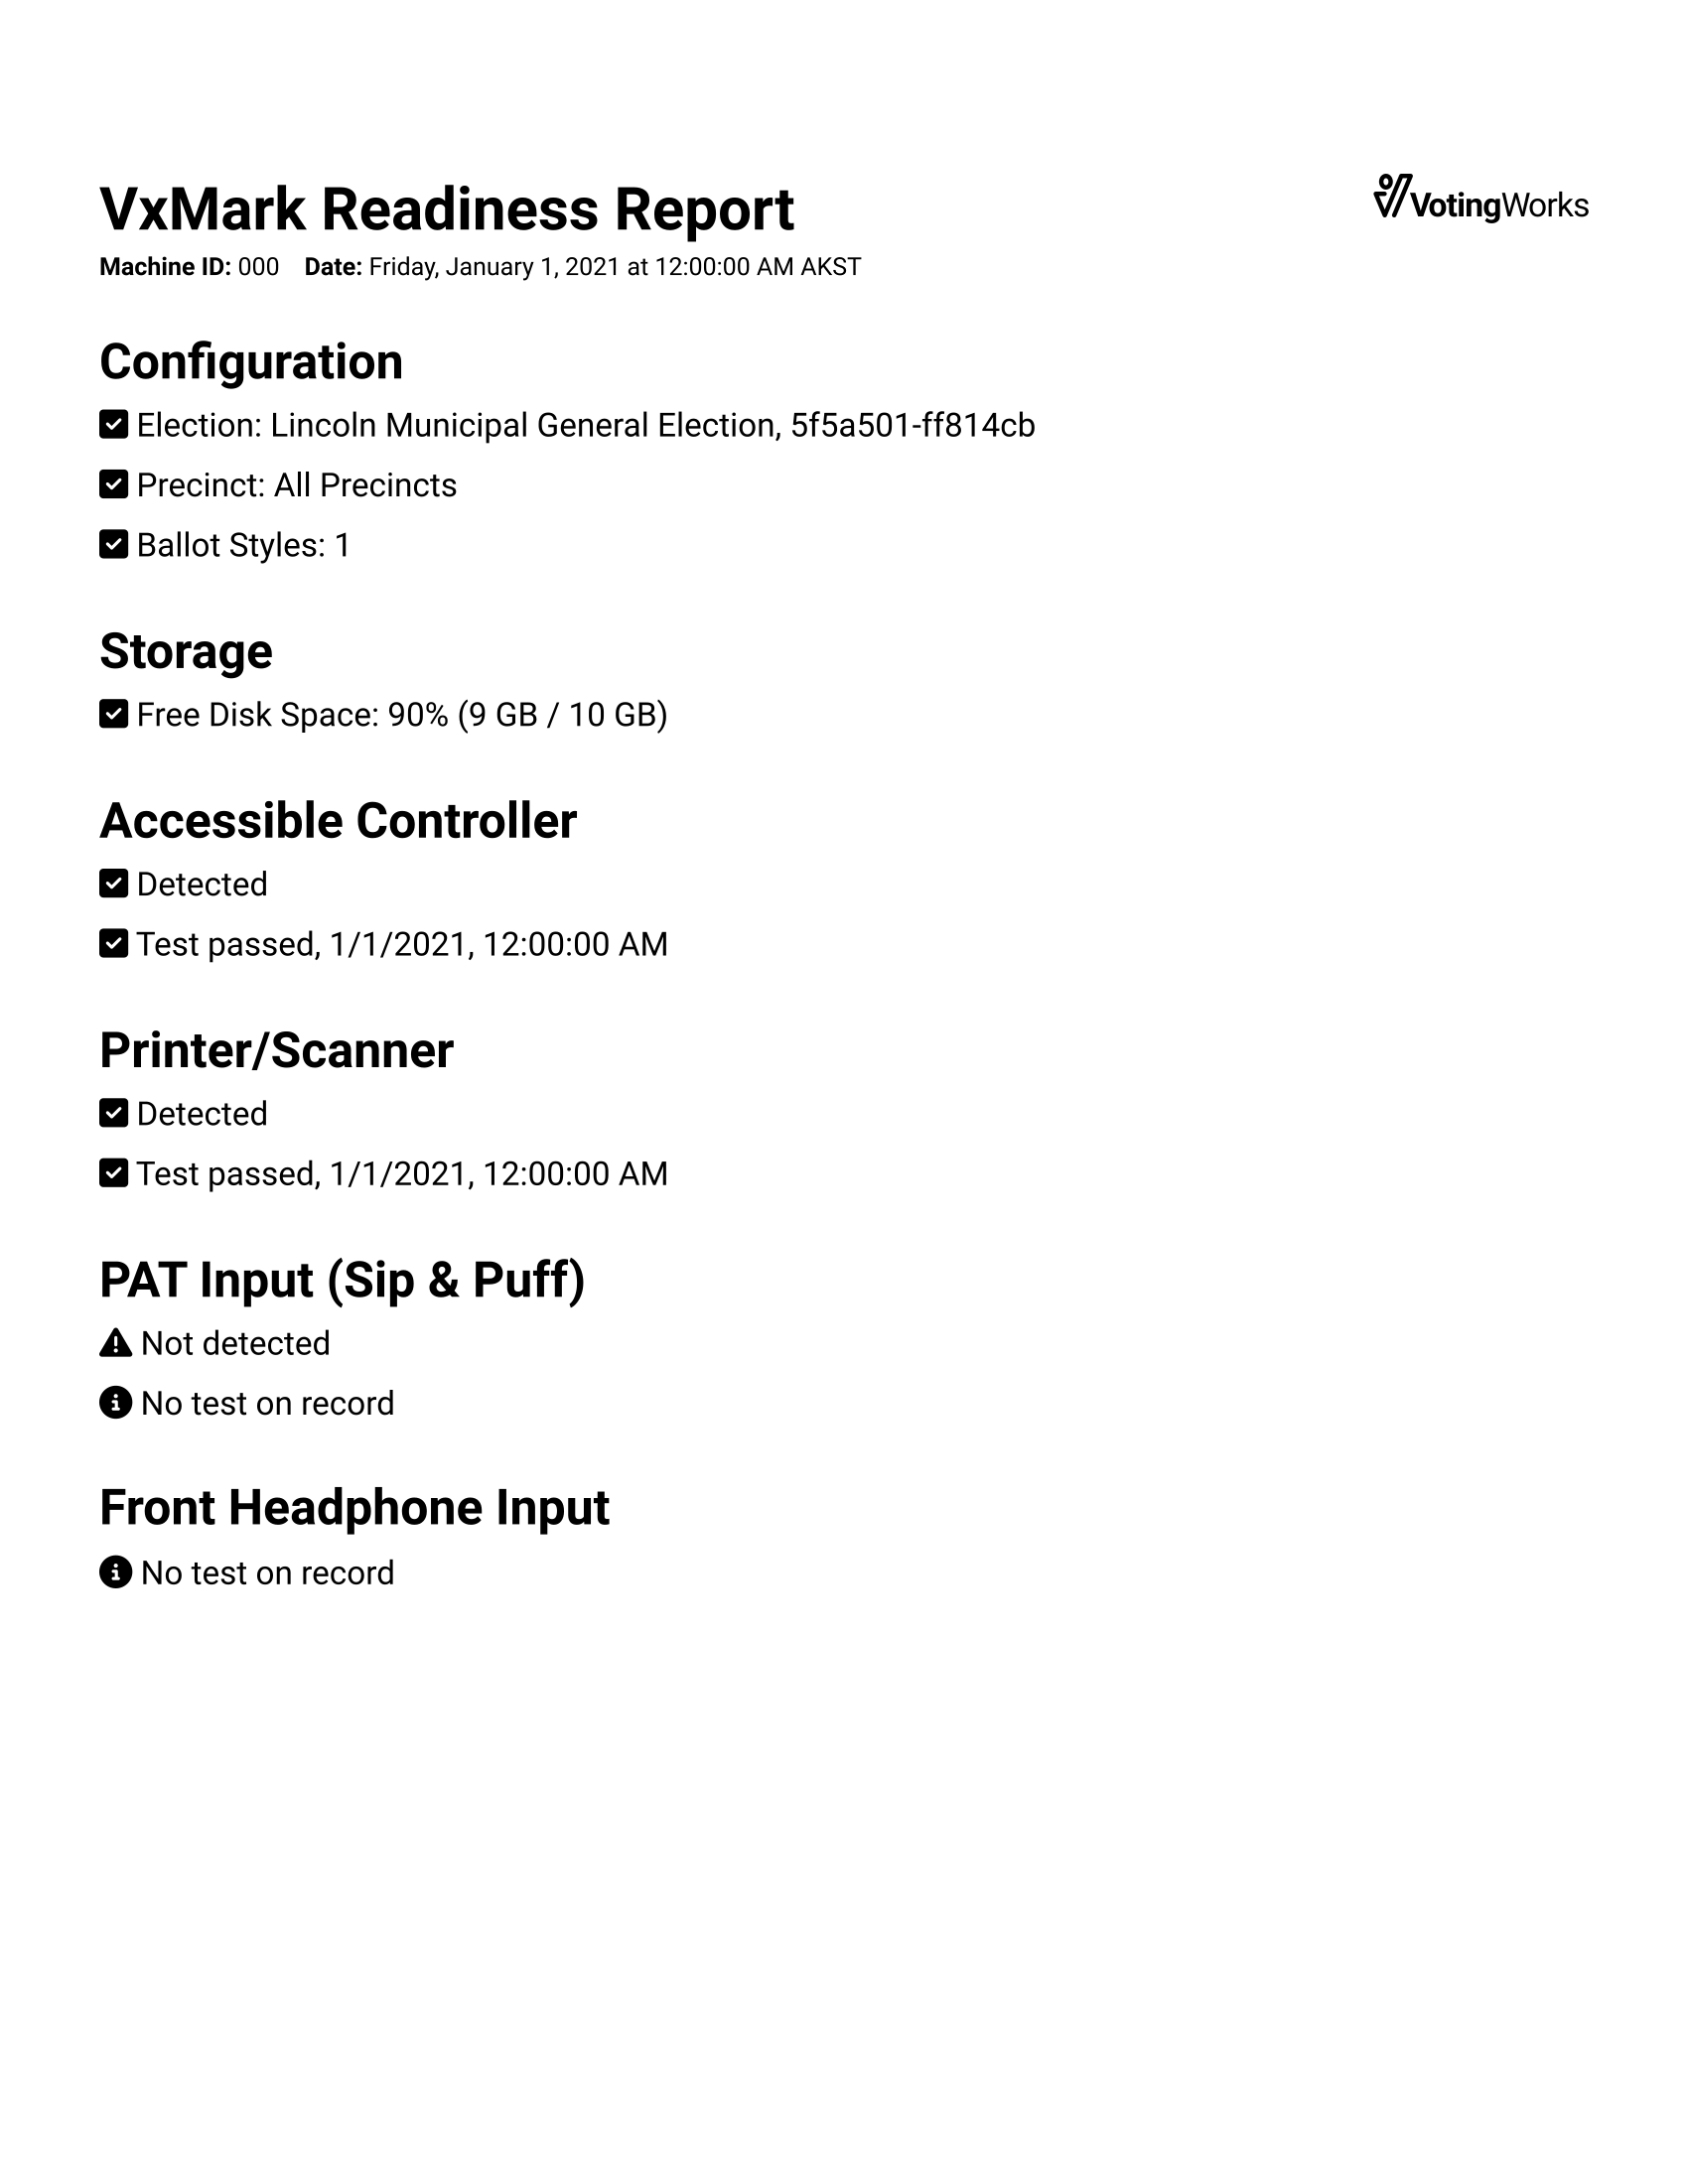 VxMark Readiness Report
VotingWorks
Machine ID: 000 Date: Friday, January 1, 2021 at 12:00:00 AM AKST
Configuration
Election: Lincoln Municipal General Election, 5f5a501-ff814cb
Precinct: All Precincts
Ballot Styles: 1
Storage
Free Disk Space: 90% (9 GB / 10 GB)
Accessible Controller
Detected
Test passed, 1/1/2021, 12:00:00 AM
Printer/Scanner
Detected
Test passed, 1/1/2021, 12:00:00 AM
PAT Input (Sip & Puff)
Not detected
No test on record
Front Headphone Input
No test on record